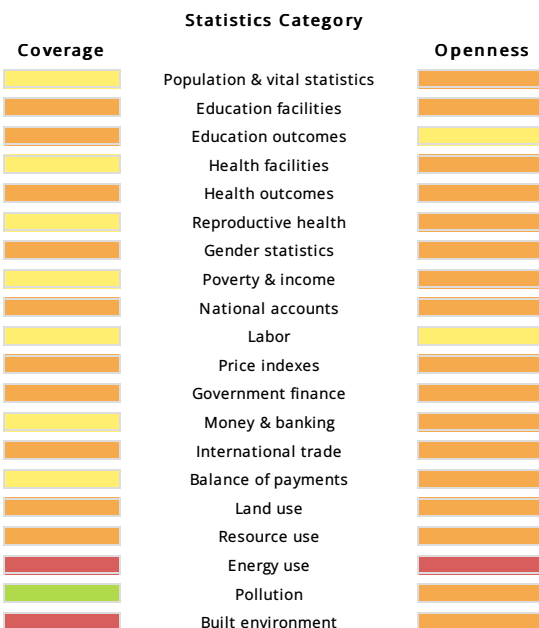 Statistics Category
Coverage Openness
Population & vital statistics
Education facilities
Education outcomes
Health facilities
Health outcomes
Reproductive health
Gender statistics
Poverty & income
National accounts
Labor
Price indexes
Government finance
Money & banking
International trade
Balance of payments
Land use
Resource use
Energy use
Pollution
Built environment